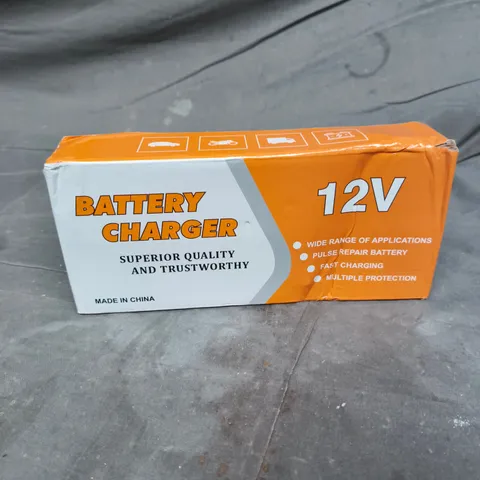 BATTERY
CHARGER
SUPERIOR QUALITY
AND TRUSTWORTHY
MADE IN CHINA
12V
WIDE RANGE OF APPLICATIONS
PULSE REPAIR BATTERY
FAST CHARGING
MULTIPLE PROTECTION